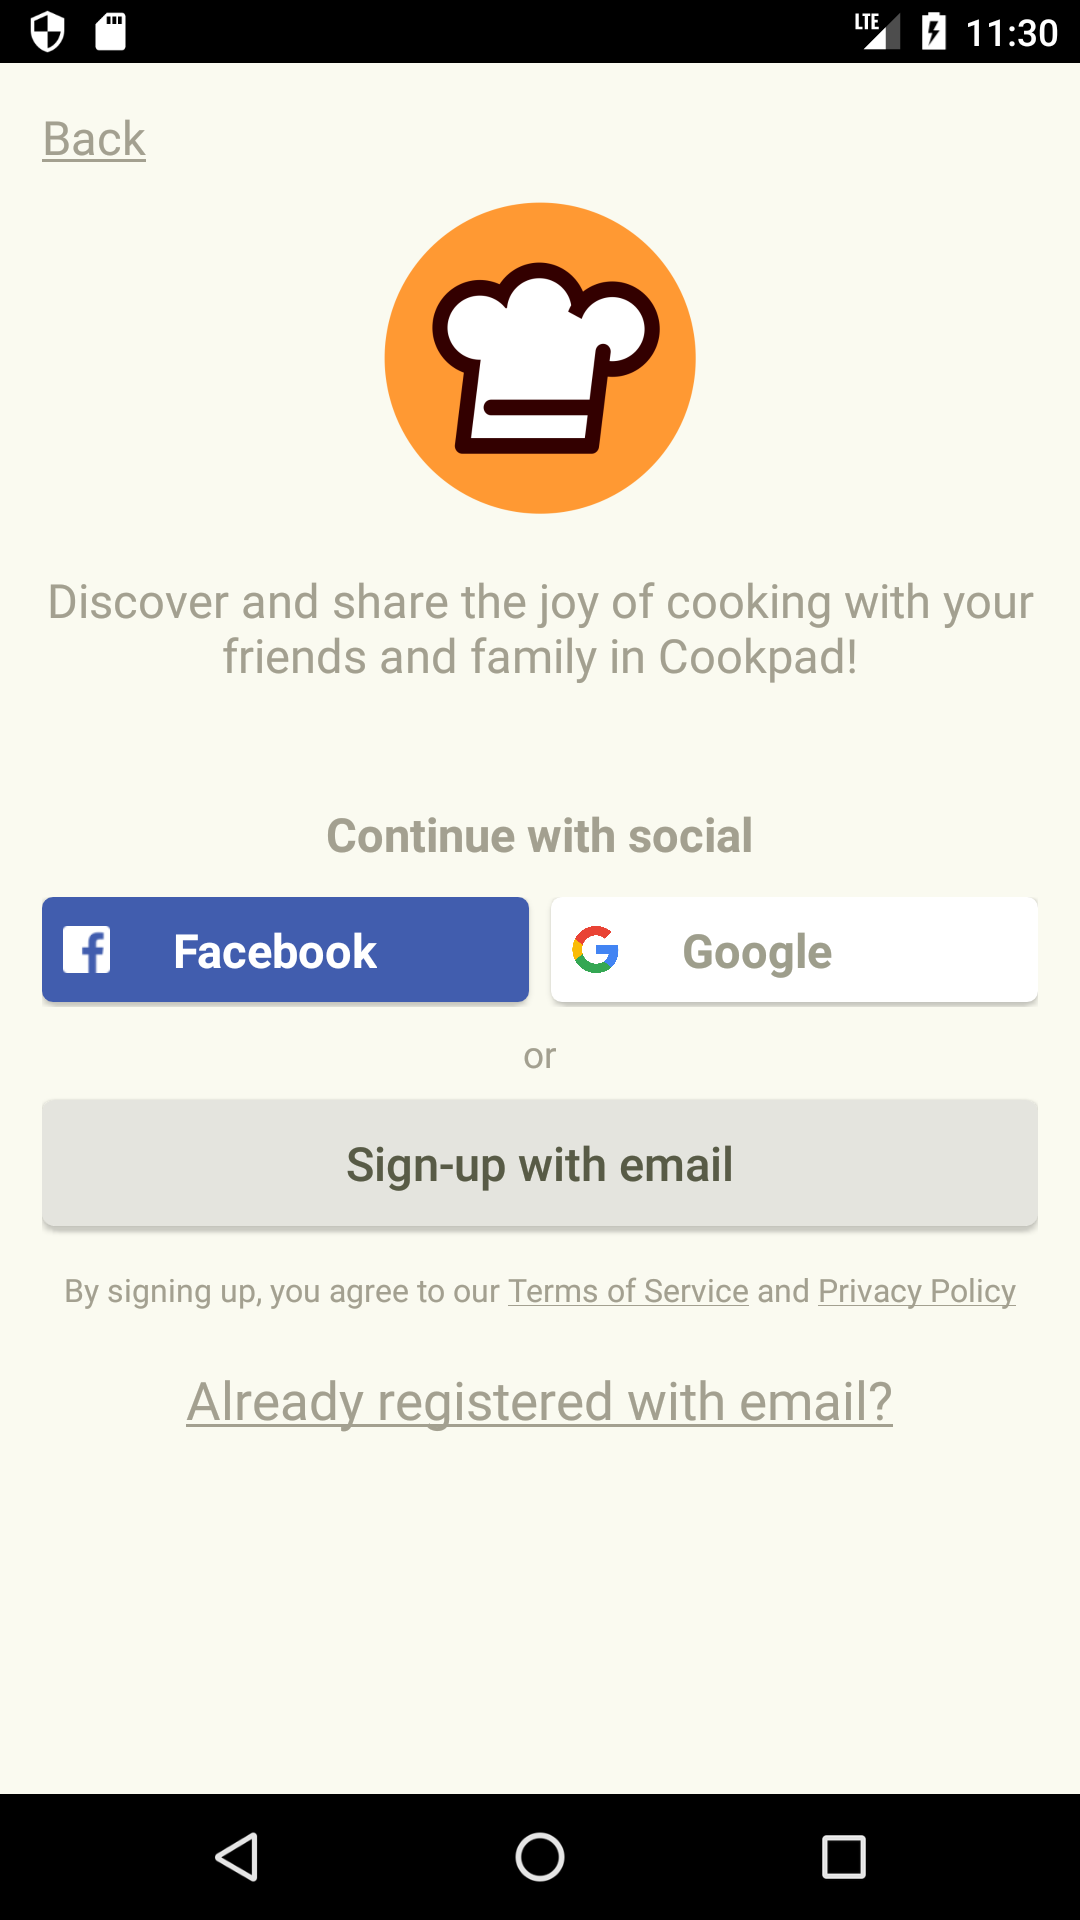 LTE 11:30
Back
Discover and share the joy of cooking with your
friends and family in Cookpad!
Continue with social
Facebook Google
or
Sign-up with email
By signing up, you agree to our Terms of Service and Privacy Policy
Already registered with email?